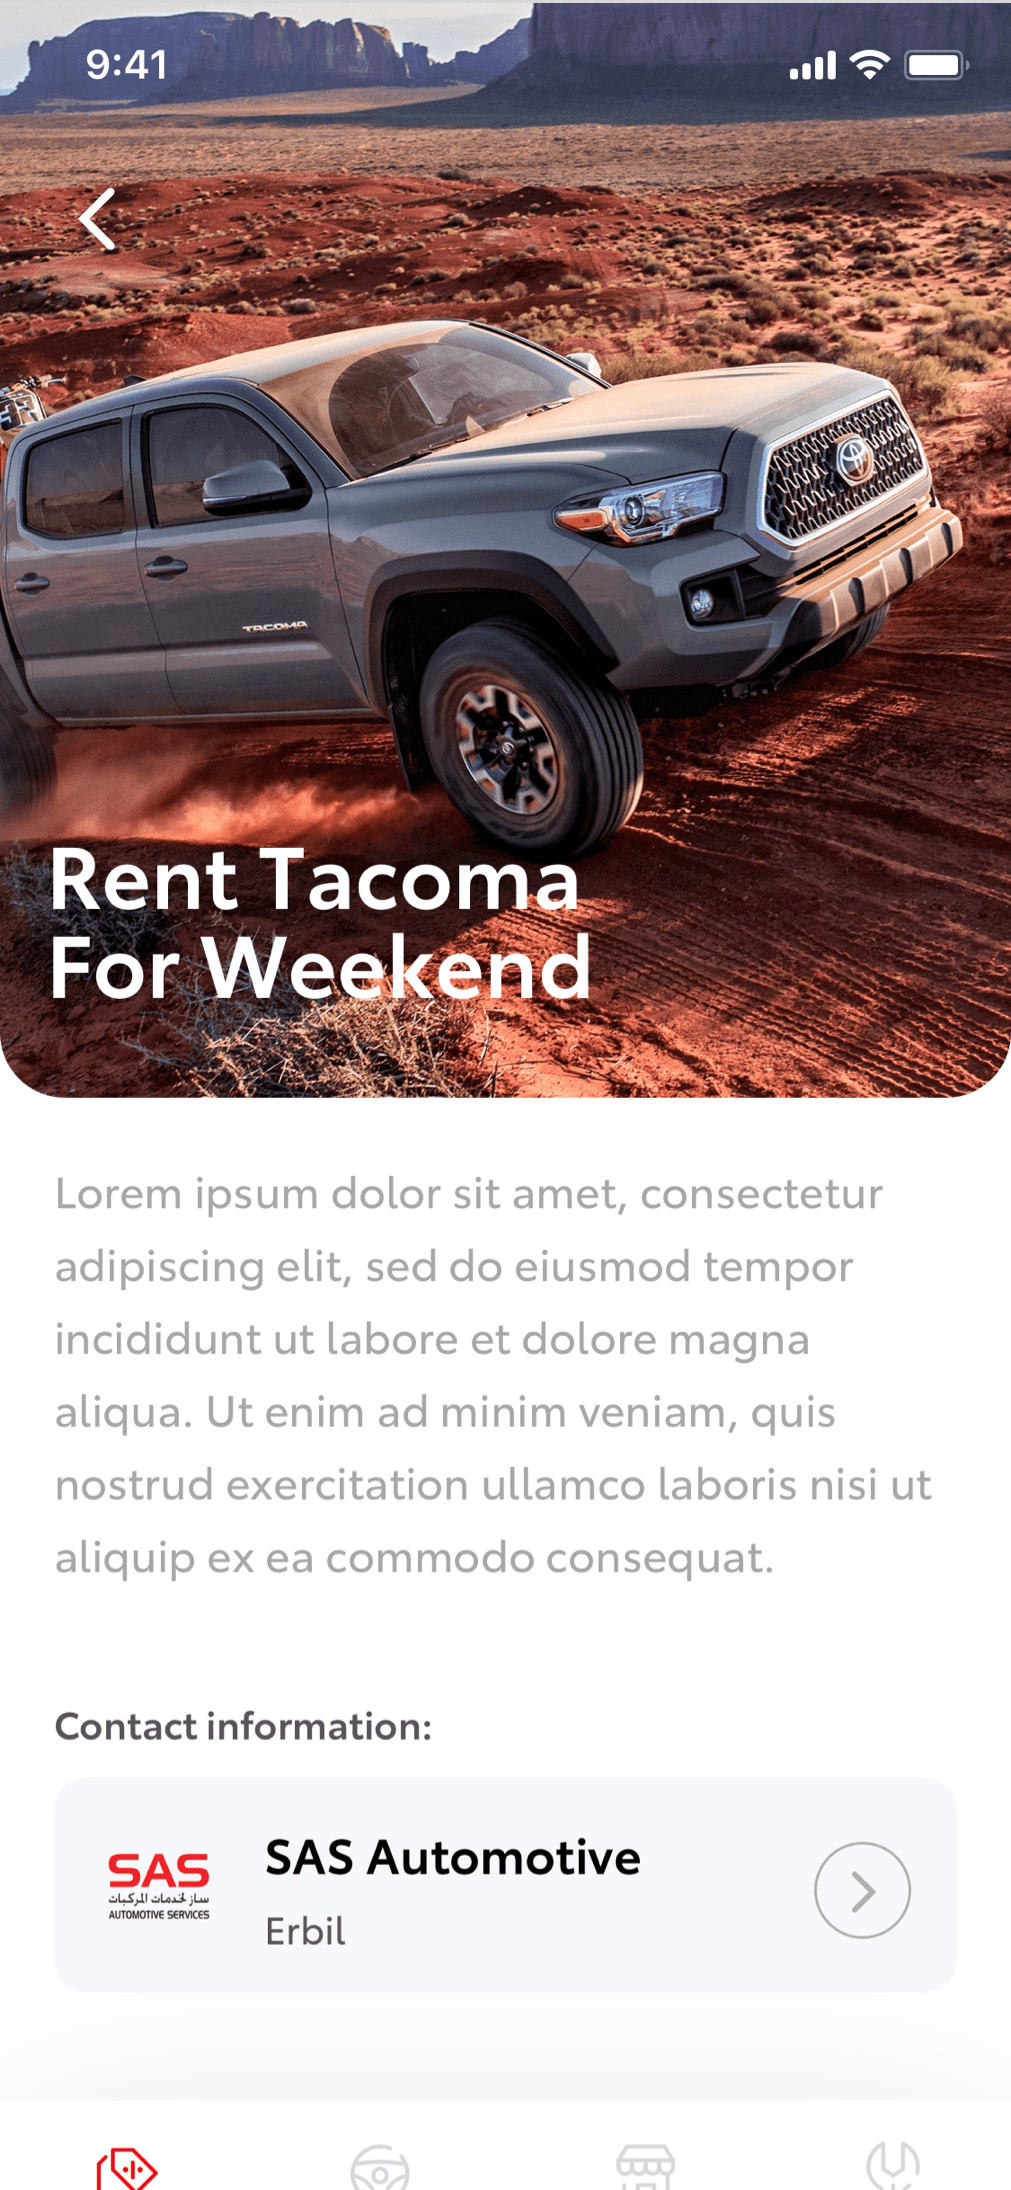 9:41
TACOMA
Rent Tacoma
For Weekend
Lorem ipsum dolor sit amet, consectetur
adipiscing elit, sed do eiusmod tempor
incididunt ut labore et dolore magna
aliqua. Ut enim ad minim veniam, quis
nostrud exercitation ullamco laboris nisi ut
aliquip ex ea commodo consequat.
Contact information:
SAS
ساز لخدمات المركبات
AUTOMOTIVE SERVICES
SAS Automotive
Erbil